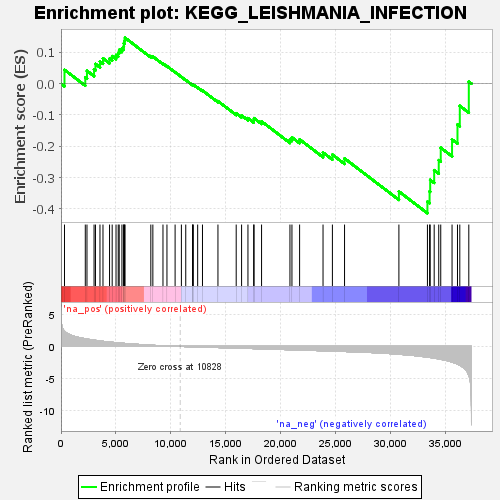 Enrichment plot: KEGG_LEISHMANIA_INFECTION
Enrichment score (ES)
0.1
0.0
-0.1
-0.2
-0.3
-0.4
'na_pos' (positively correlated)
Ranked list metric (PreRanked)
5
0
-5
-10
Zero cross at 10828
'na_neg' (negatively correlated)
0
5,000
10,000
15,000
20,000
25,000
30,000
35,000
Rank in Ordered Dataset
Enrichment profile
Hits
Ranking metric scores